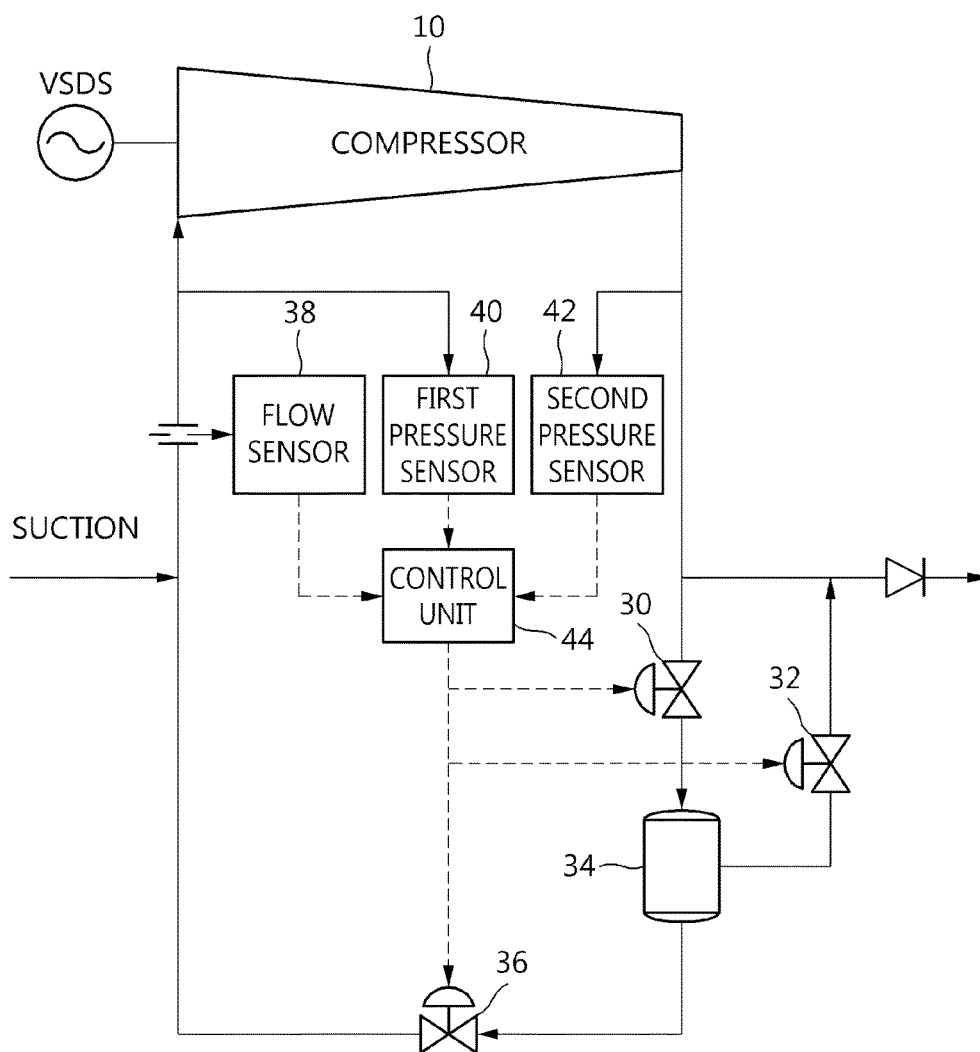 10
VSDS
COMPRESSOR
38
40
42
FLOW
SENSOR
FIRST
PRESSURE
SENSOR
SECOND
PRESSURE
SENSOR
SUCTION
CONTROL
UNIT
44
30
32
34
36